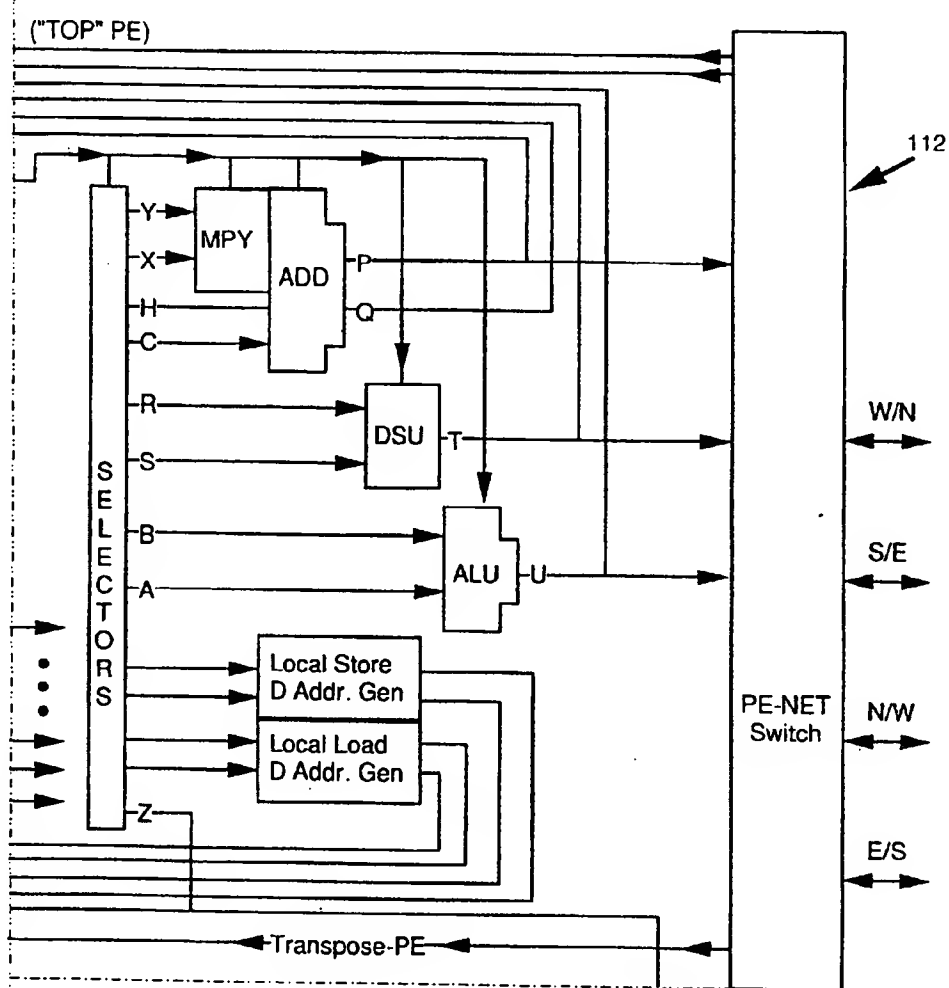 ("TOP" PE)
112
Y
MPY
X
ADD
P
H
Q
C
R
DSU
T
S
W/N
SELECTORS
B
ALU
U
S/E
A
Local Store
D Addr. Gen
Local Load
D Addr. Gen
PE-NET
Switch
N/W
Z
E/S
Transpose-PE